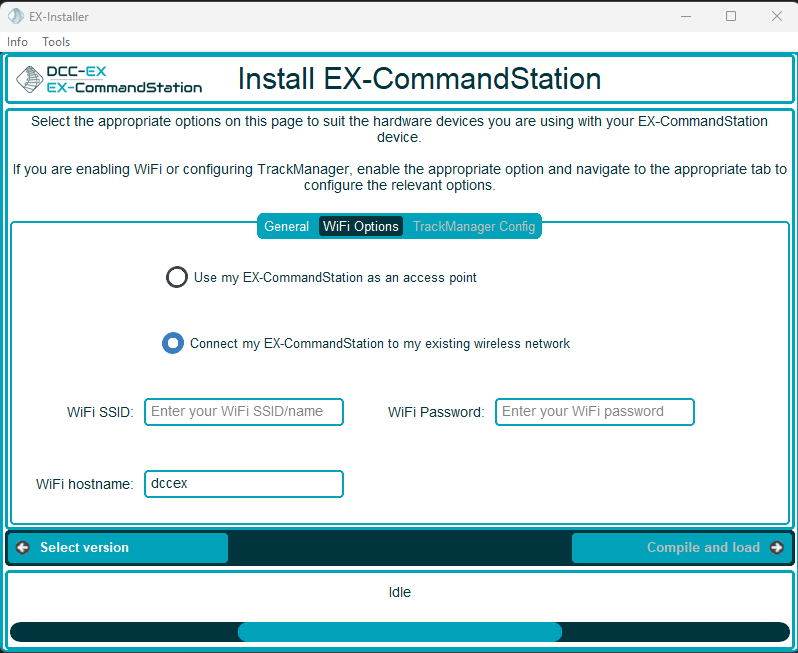 EX-Installer
Info Tools
DCC-EX
EX-CommandStation
Install EX-CommandStation
Select the appropriate options on this page to suit the hardware devices you are using with your EX-CommandStation
device.
If you are enabling WiFi or configuring TrackManager, enable the appropriate option and navigate to the appropriate tab to
configure the relevant options.
General WiFi Options TrackManager Config
Use my EX-CommandStation as an access point
Connect my EX-CommandStation to my existing wireless network
WiFi SSID: Enter your WiFi SSID/name WiFi Password: Enter your WiFi password
WiFi hostname: dccex
Select version Compile and load
Idle